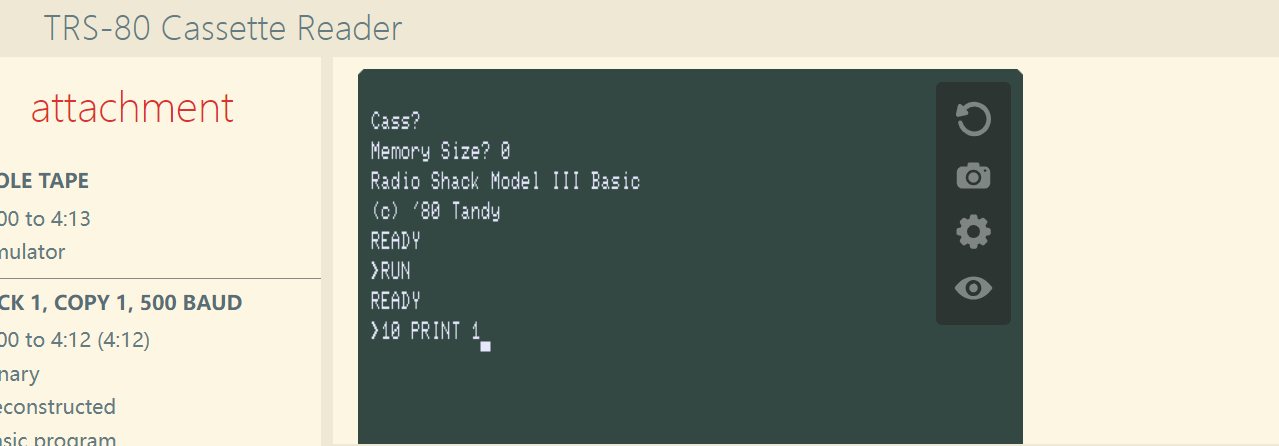 TRS-80 Cassette Reader
attachment
OLE TAPE
00 to 4:13
mulator
CK 1, COPY 1, 500 BAUD
00 to 4:12 (4:12)
nary
econstructed
asic program
Cass?
Memory Size? 0
Radio Shack Model III Basic
(c) '80 Tandy
READY
>RUN
READY
>10 PRINT 1